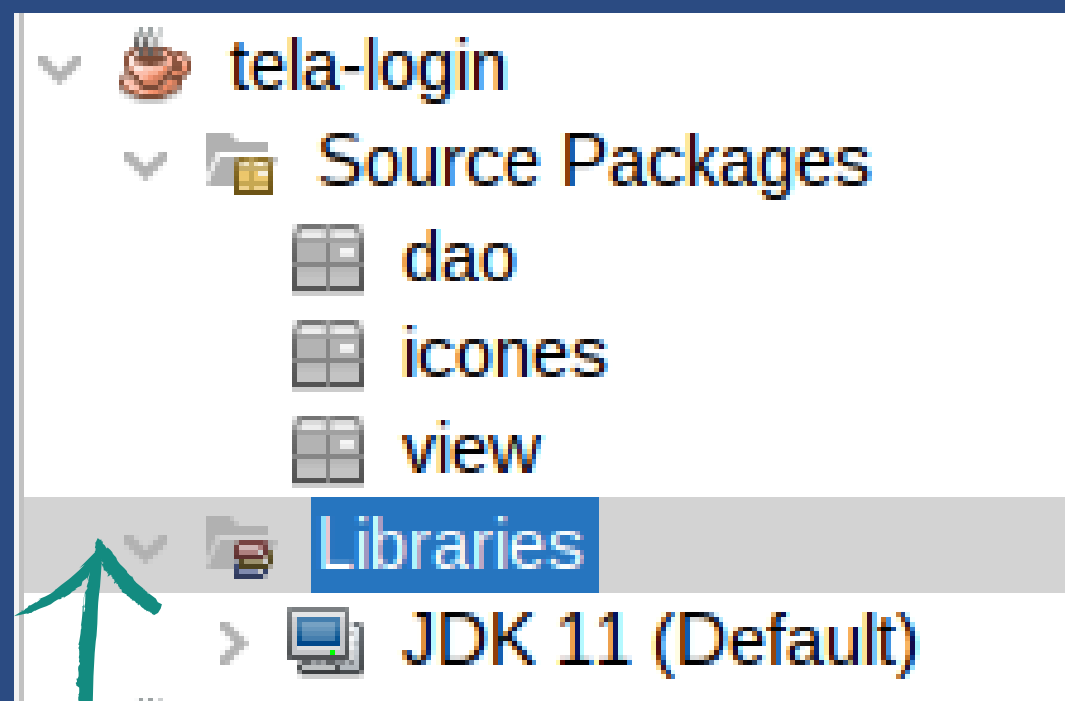 tela-login
Source Packages
dao
icones
view
Libraries
JDK 11 (Default)